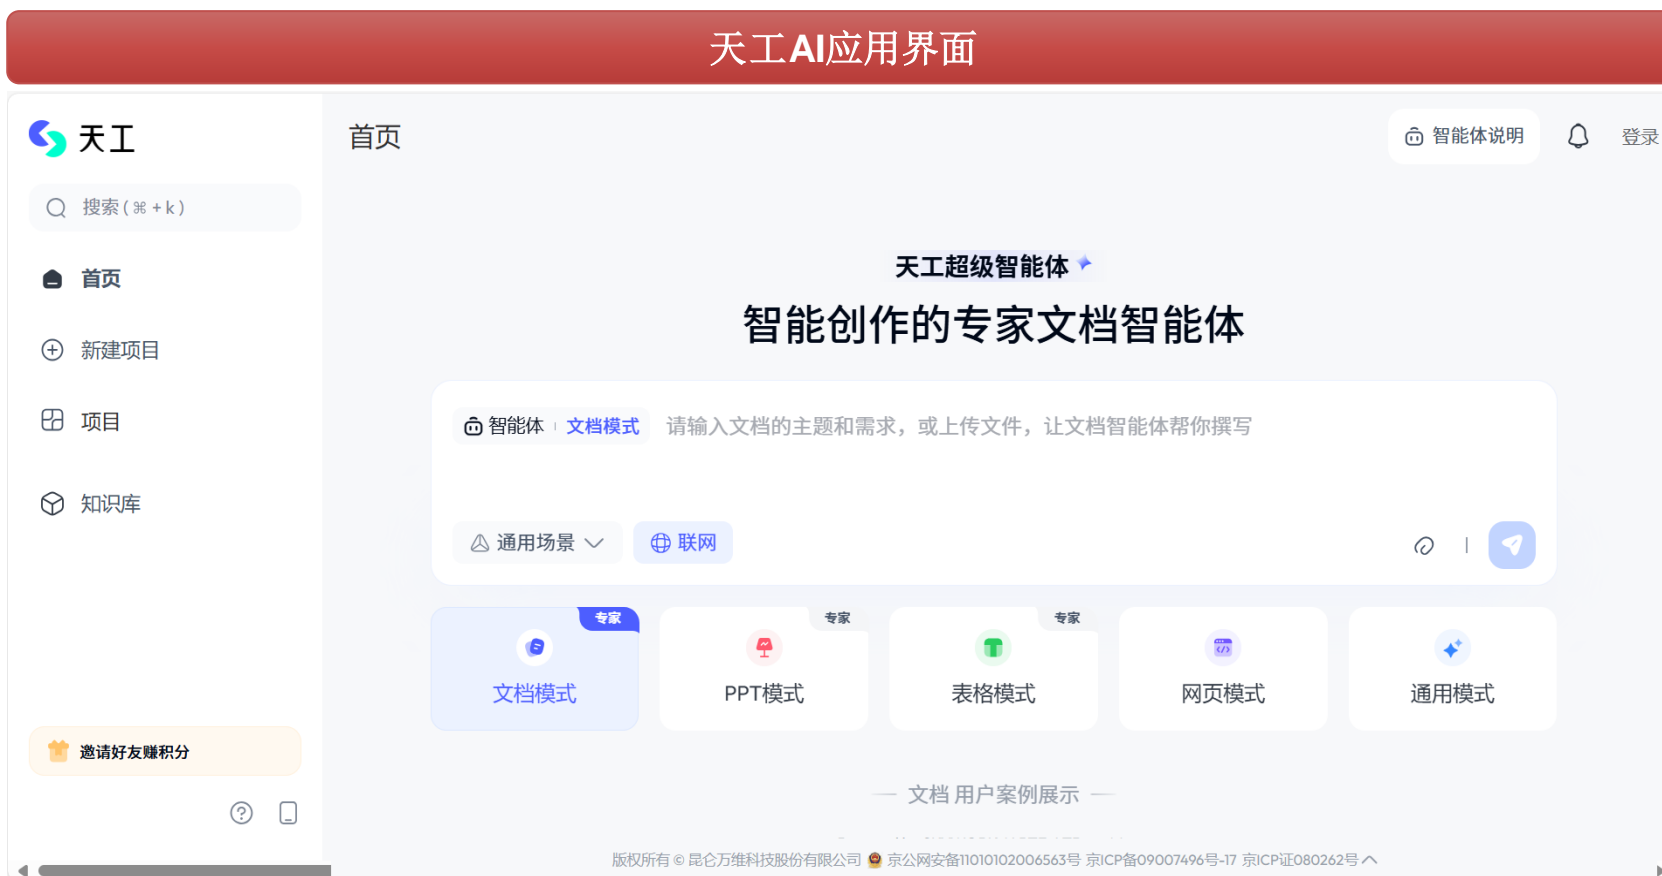 天工AI应用界面
天工
首页
智能体说明
登录
搜索(⌘+k)
首页
新建项目
项目
知识库
天工超级智能体
智能创作的专家文档智能体
智能体
文档模式
请输入文档的主题和需求，或上传文件，让文档智能体帮你撰写
通用场景
联网
专家
文档模式
专家
PPT模式
专家
表格模式
网页模式
通用模式
邀请好友赚积分
文档 用户案例展示
版权所有 © 昆仑万维科技股份有限公司 京公网安备11010102006563号 京ICP备09007496号-17 京ICP证080262号